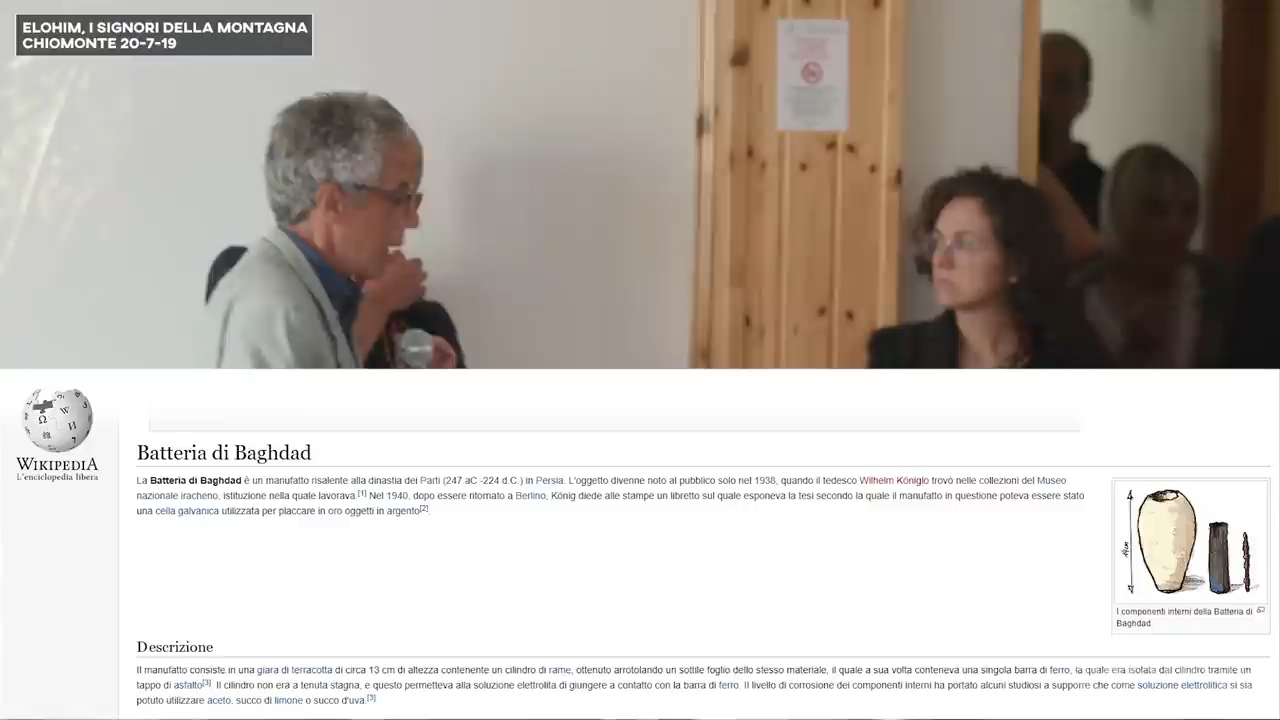 ELOHIM, I SIGNORI DELLA MONTAGNA
CHIOMONTE 20-7-19
WIKIPEDIA
L'enciclopedia libera
Batteria di Baghdad
La Batteria di Baghdad è un manufatto risalente alla dinastia dei Parti (247 aC -224 d.C.) in Persia. L'oggetto divenne noto al pubblico solo nel 1938, quando il tedesco Wilhelm Königlo trovò nelle collezioni del Museo
nazionale iracheno, istituzione nella quale lavorava.[1] Nel 1940, dopo essere ritornato a Berlino, König diede alle stampe un libretto sul quale esponeva la tesi secondo la quale il manufatto in questione poteva essere stato
una cella galvanica utilizzata per placcare in oro oggetti in argento[2].
I componenti interni della Batteria di
Baghdad.
Descrizione
Il manufatto consiste in una giara di terracotta di circa 13 cm di altezza contenente un cilindro di rame, ottenuto arrotolando un sottile foglio dello stesso materiale, il quale a sua volta conteneva una singola barra di ferro, la quale era isolata dal cilindro tramite un
tappo di asfalto[3]. Il cilindro non era a tenuta stagna, e questo permetteva alla soluzione elettrolita di giungere a contatto con la barra di ferro. Il livello di corrosione dei componenti interni ha portato alcuni studiosi a supporre che come soluzione elettrolitica si sia
potuto utilizzare aceto, succo di limone o succo d'uva.[3]